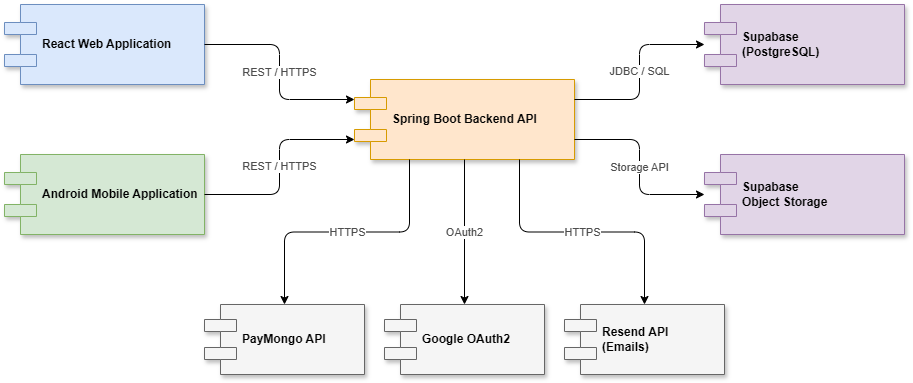 React Web Application
REST / HTTPS
Supabase
(PostgreSQL)
JDBC / SQL
Spring Boot Backend API
Android Mobile Application
REST / HTTPS
Storage API
Supabase
Object Storage
HTTPS
OAuth2
HTTPS
PayMongo API
Google OAuth2
Resend API
(Emails)